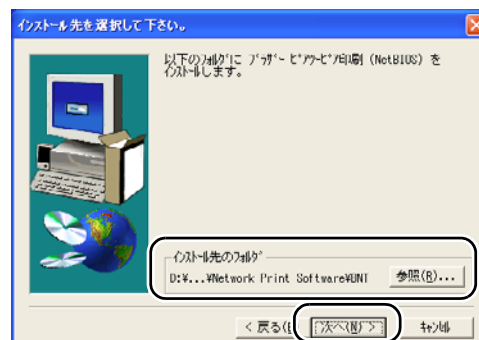 インストール先を選択して下さい。
以下のフォルダに ブラザー ピアツーピア印刷 (NetBIOS) を
インストールします。
インストール先のフォルダ
D:¥...¥Network Print Software¥BNT
参照(R)...
< 戻る(B
次へ(N) >
キャンセル